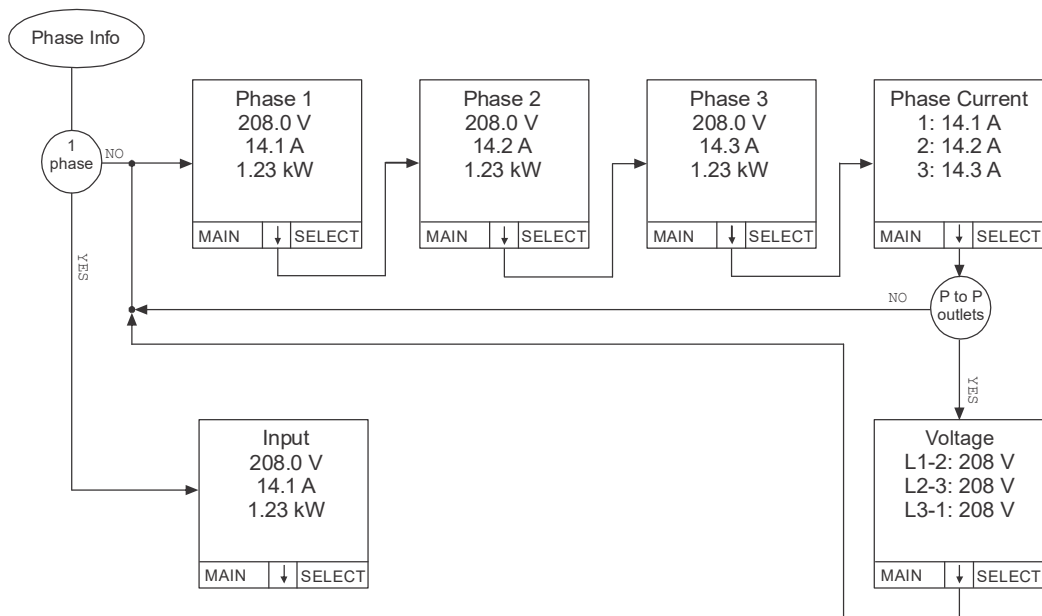 Phase Info
1
phase
NO
YES
Phase 1
208.0 V
14.1 A
1.23 kW
MAIN ↓ SELECT
Phase 2
208.0 V
14.2 A
1.23 kW
MAIN ↓ SELECT
Phase 3
208.0 V
14.3 A
1.23 kW
MAIN ↓ SELECT
Phase Current
1: 14.1 A
2: 14.2 A
3: 14.3 A
MAIN ↓ SELECT
P to P
outlets
NO
YES
Input
208.0 V
14.1 A
1.23 kW
MAIN ↓ SELECT
Voltage
L1-2: 208 V
L2-3: 208 V
L3-1: 208 V
MAIN ↓ SELECT